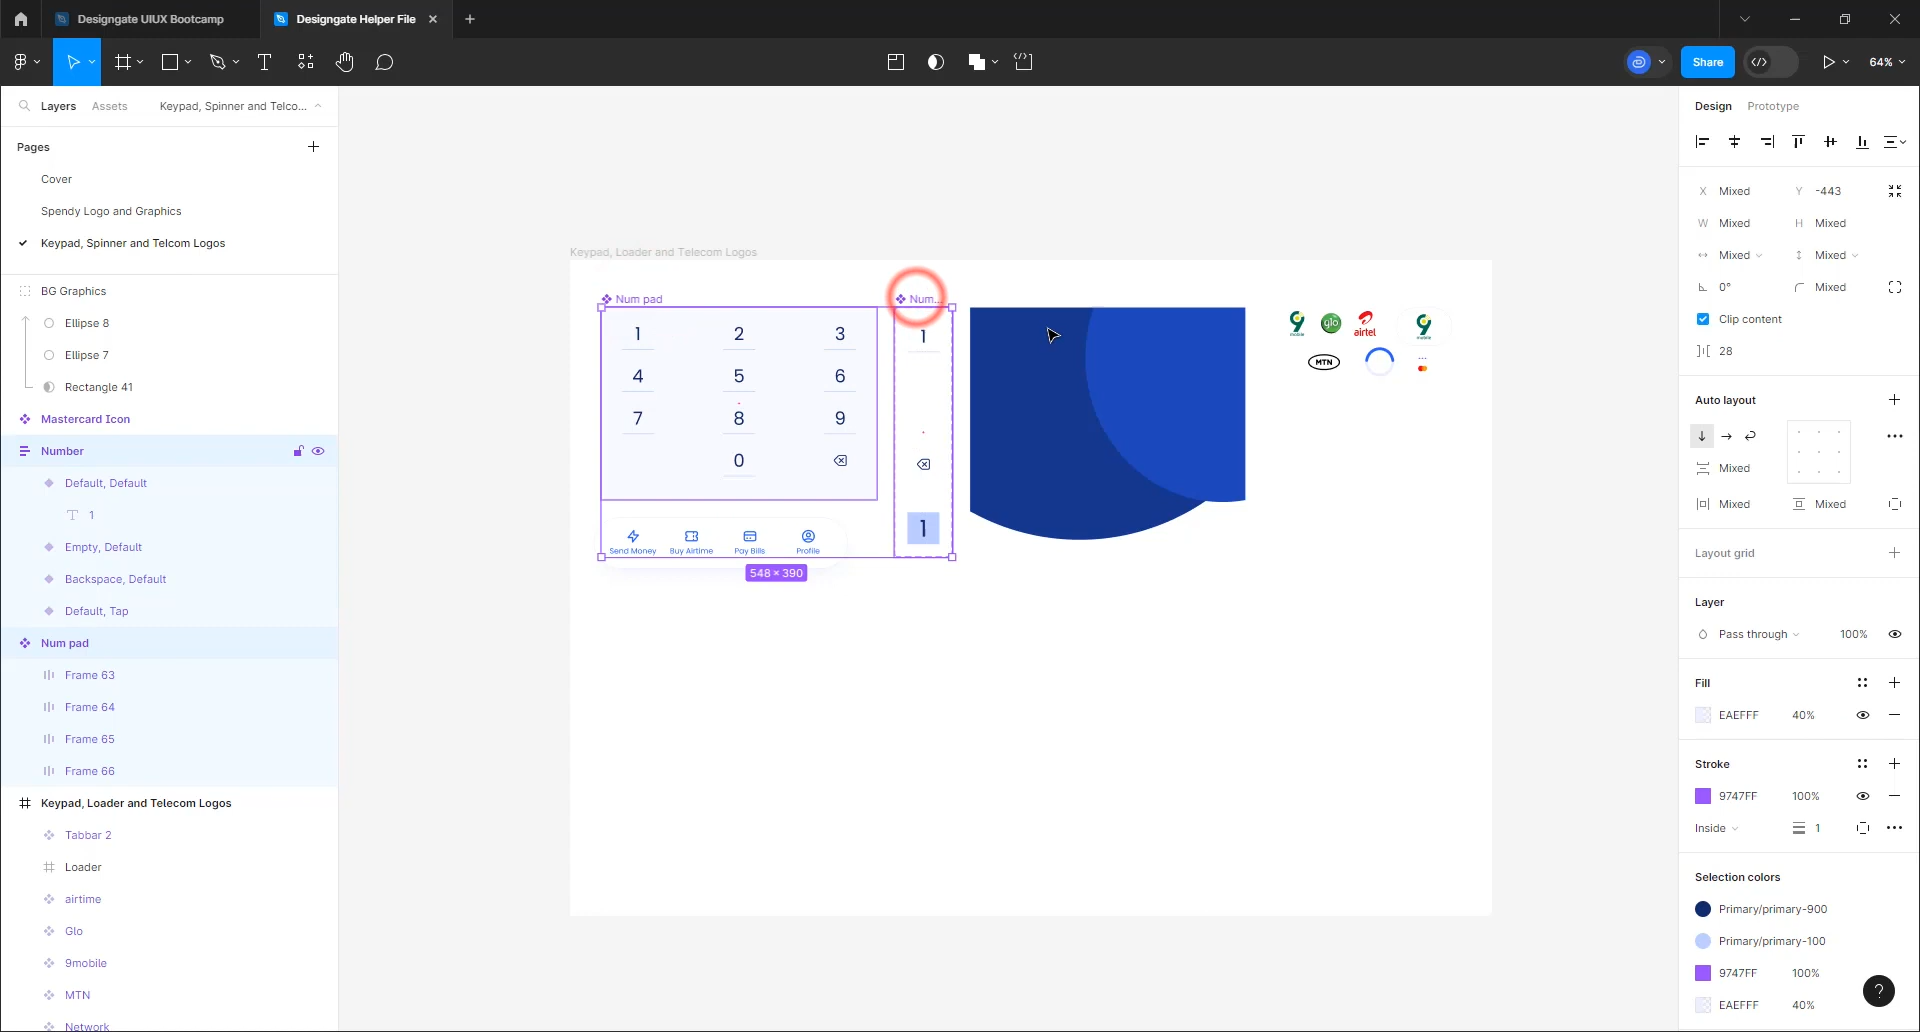 Designgate UIUX Bootcamp
Designgate Helper File
Share
64%
Layers
Assets
Keypad, Spinner and Telco...
Pages
Cover
Spendy Logo and Graphics
Keypad, Spinner and Telcom Logos
BG Graphics
Ellipse 8
Ellipse 7
Rectangle 41
Mastercard Icon
Number
Default, Default
1
Empty, Default
Backspace, Default
Default, Tap
Num pad
Frame 63
Frame 64
Frame 65
Frame 66
Keypad, Loader and Telecom Logos
Tabbar 2
Loader
airtime
Glo
9mobile
MTN
Network
Keypad, Loader and Telecom Logos
Num pad
Num...
1 2 3
4 5 6
7 8 9
0
1
1
Send Money
Buy Airtime
Pay Bills
Profile
548 × 390
9 mobile
glo
airtel
9 mobile
MTN
Design
Prototype
X Mixed
Y -443
W Mixed
H Mixed
Mixed
Mixed
0°
Mixed
Clip content
28
Auto layout
Mixed
Mixed
Mixed
Layout grid
Layer
Pass through
100%
Fill
EAEFFF
40%
Stroke
9747FF
100%
Inside
1
Selection colors
Primary/primary-900
Primary/primary-100
9747FF
100%
EAEFFF
40%
?